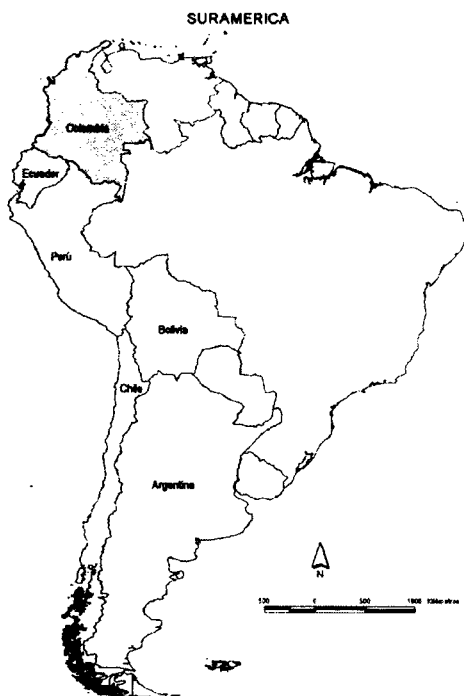 SURAMERICA
Colombia
Ecuador
Perú
Bolivia
Chile
Argentina
N
500
0
500
1000